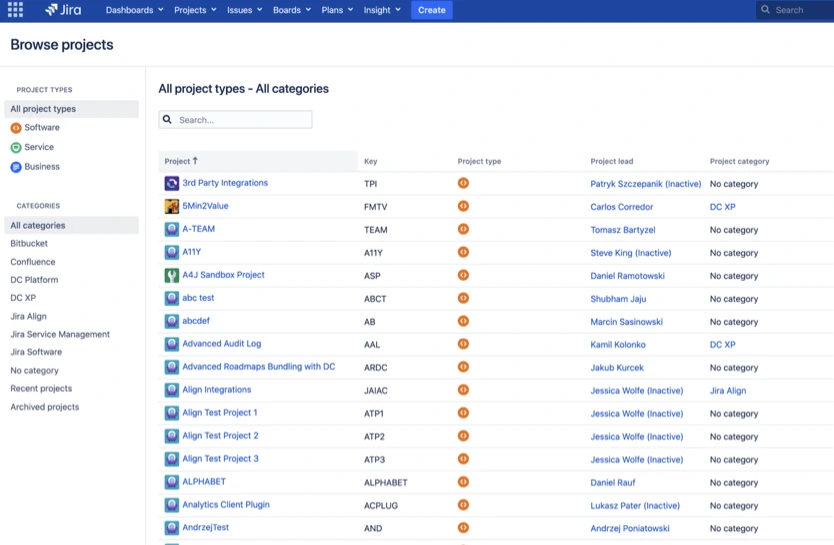 Jira Dashboards Projects Issues Boards Plans Insight Create Search
Browse projects
PROJECT TYPES
All project types
Software
Service
Business
CATEGORIES
All categories
Bitbucket
Confluence
DC Platform
DC XP
Jira Align
Jira Service Management
Jira Software
No category
Recent projects
Archived projects
All project types - All categories
Search...
Project ↑ Key Project type Project lead Project category
3rd Party Integrations TPI Patryk Szczepanik (Inactive) No category
5Min2Value FMTV Carlos Corredor DC XP
A-TEAM TEAM Tomasz Bartyzel No category
A11Y A11Y Steve King (Inactive) No category
A4J Sandbox Project ASP Daniel Ramotowski No category
abc test ABCT Shubham Jaju No category
abcdef AB Marcin Sasinowski No category
Advanced Audit Log AAL Kamil Kolonko DC XP
Advanced Roadmaps Bundling with DC ARDC Jakub Kurcek No category
Align Integrations JAIAC Jessica Wolfe (Inactive) Jira Align
Align Test Project 1 ATP1 Jessica Wolfe (Inactive) No category
Align Test Project 2 ATP2 Jessica Wolfe (Inactive) No category
Align Test Project 3 ATP3 Jessica Wolfe (Inactive) No category
ALPHABET ALPHABET Daniel Rauf No category
Analytics Client Plugin ACPLUG Lukasz Pater (Inactive) No category
AndrzejTest AND Andrzej Poniatowski No category